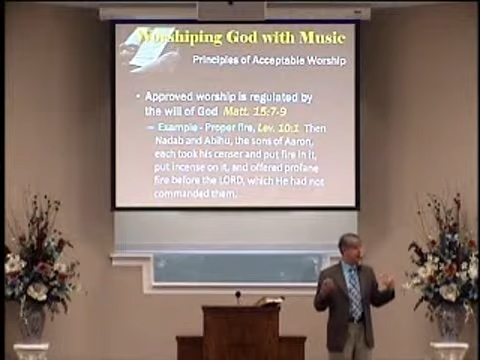 Worshiping God with Music
Principles of Acceptable Worship
• Approved worship is regulated by
the will of God Matt. 15:7-9
– Example - Proper fire, Lev. 10:1 Then
Nadab and Abihu, the sons of Aaron,
each took his censer and put fire in it,
put incense on it, and offered profane
fire before the LORD, which He had not
commanded them.